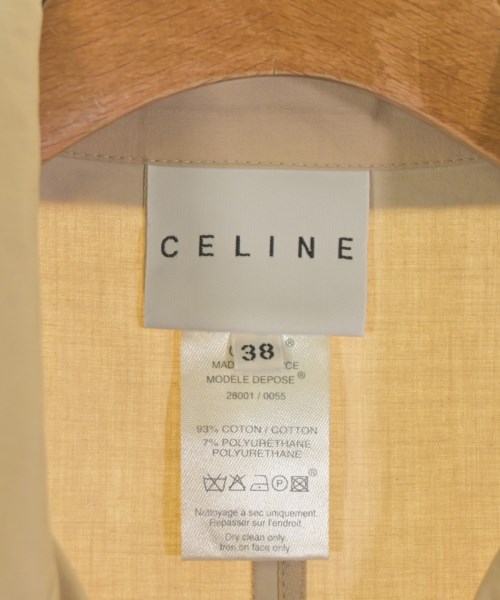 CELINE
38
®
MODELE DEPOSE ®
28001 / 0055
93% COTON / COTTON
7% POLYURETHANE
POLYURETHANE
P ®
Nettoyage a sec uniquement.
Repasser sur l'endroit.
Dry clean only.
Iron on face only